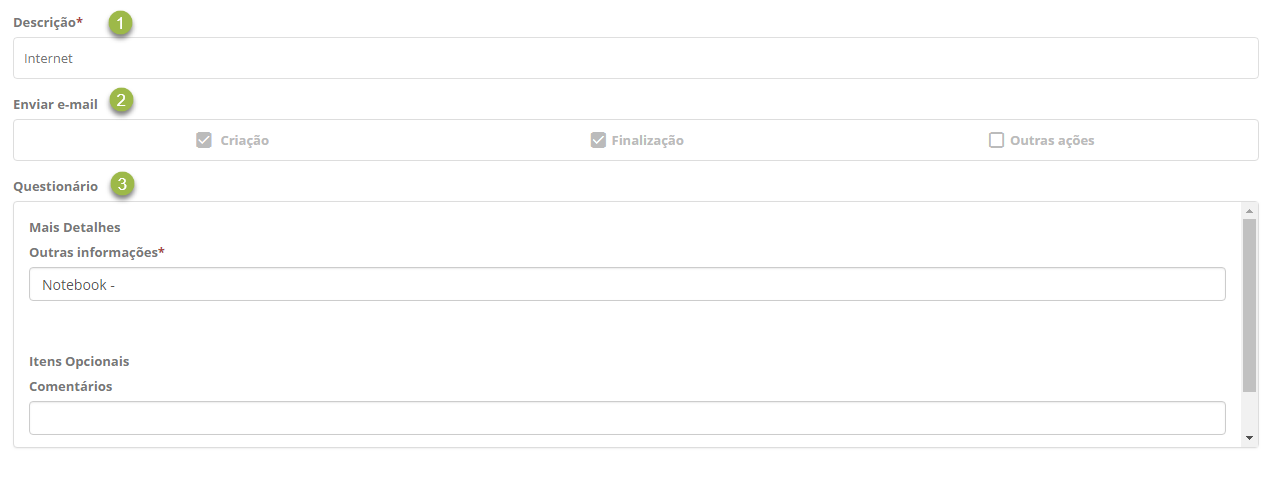 Descrição* 1
Internet
Enviar e-mail 2
Criação Finalização Outras ações
Questionário 3
Mais Detalhes
Outras informações*
Notebook -
Itens Opcionais
Comentários